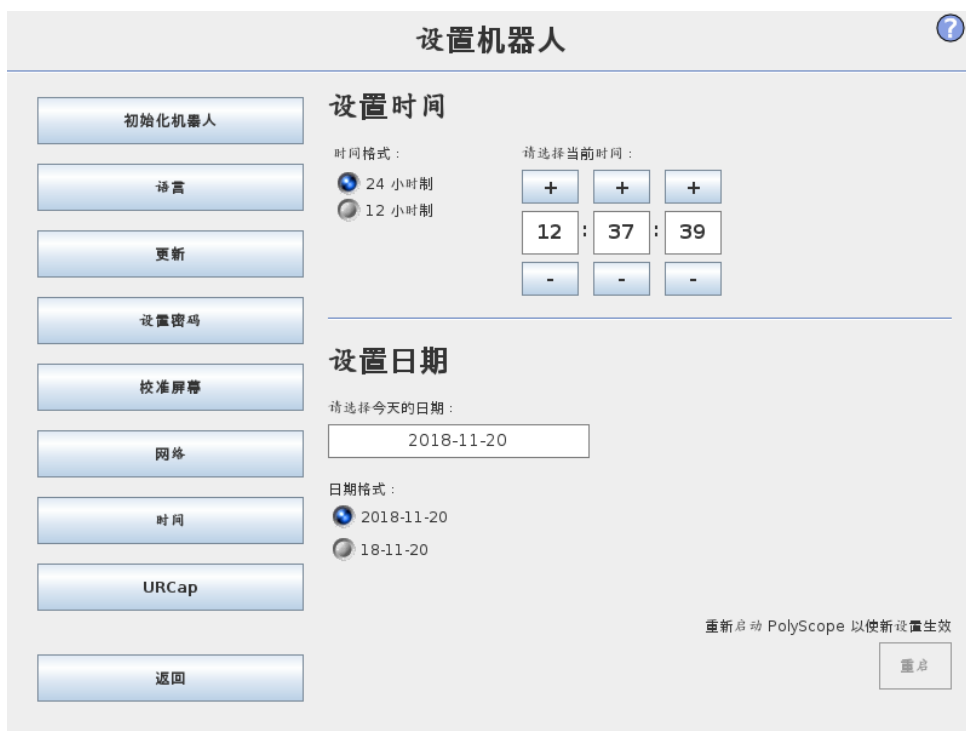 设置机器人
?
初始化机器人
语言
更新
设置密码
校准屏幕
网络
时间
URCap
返回
设置时间
时间格式：
24 小时制
12 小时制
请选择当前时间：
+ + +
12 : 37 : 39
- - -
设置日期
请选择今天的日期：
2018-11-20
日期格式：
2018-11-20
18-11-20
重新启动 PolyScope 以使新设置生效
重启